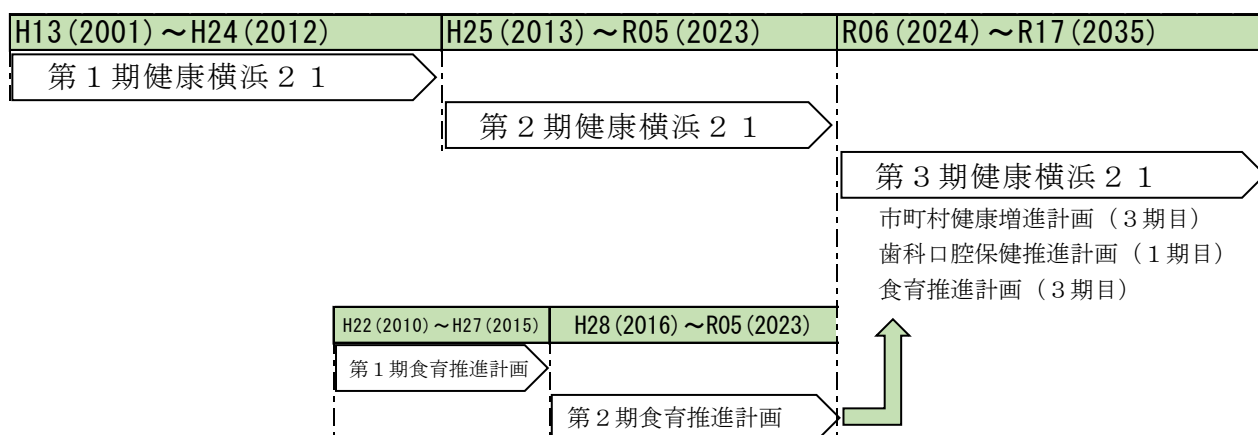 H13(2001)～H24(2012) H25(2013)～R05(2023) R06(2024)～R17(2035)
第１期健康横浜２１
第２期健康横浜２１
第３期健康横浜２１
市町村健康増進計画（３期目）
歯科口腔保健推進計画（１期目）
食育推進計画（３期目）
H22(2010)～H27(2015) H28(2016)～R05(2023)
第１期食育推進計画
第２期食育推進計画